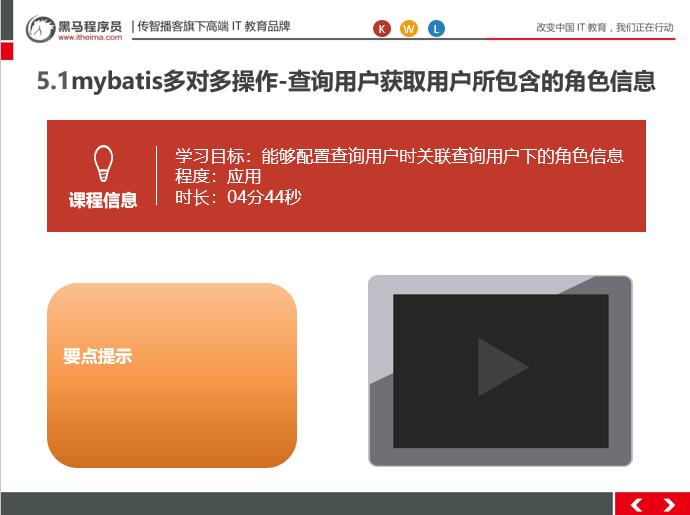 黑马程序员
www.itheima.com
传智播客旗下高端 IT 教育品牌
K W L
改变中国 IT 教育，我们正在行动
5.1mybatis多对多操作-查询用户获取用户所包含的角色信息
课程信息
学习目标：能够配置查询用户时关联查询用户下的角色信息
程度：应用
时长：04分44秒
要点提示